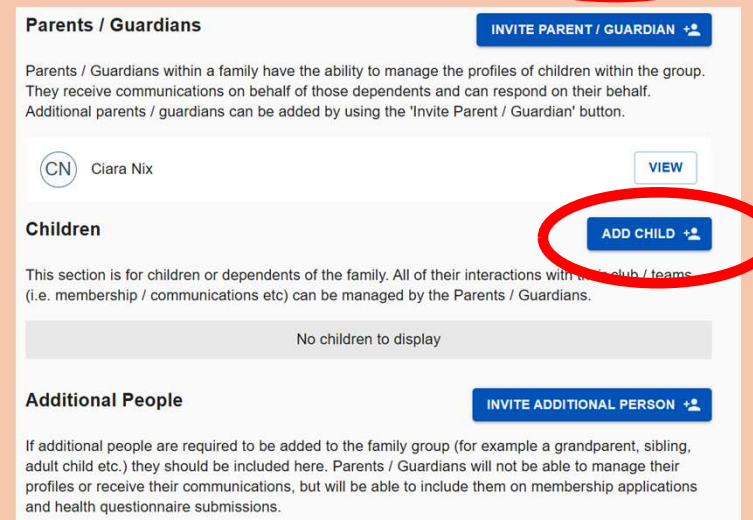 Parents / Guardians
INVITE PARENT / GUARDIAN
Parents / Guardians within a family have the ability to manage the profiles of children within the group.
They receive communications on behalf of those dependents and can respond on their behalf.
Additional parents / guardians can be added by using the 'Invite Parent / Guardian' button.
CN Ciara Nix
VIEW
Children
ADD CHILD
This section is for children or dependents of the family. All of their interactions with their club / teams
(i.e. membership / communications etc) can be managed by the Parents / Guardians.
No children to display
Additional People
INVITE ADDITIONAL PERSON
If additional people are required to be added to the family group (for example a grandparent, sibling,
adult child etc.) they should be included here. Parents / Guardians will not be able to manage their
profiles or receive their communications, but will be able to include them on membership applications
and health questionnaire submissions.